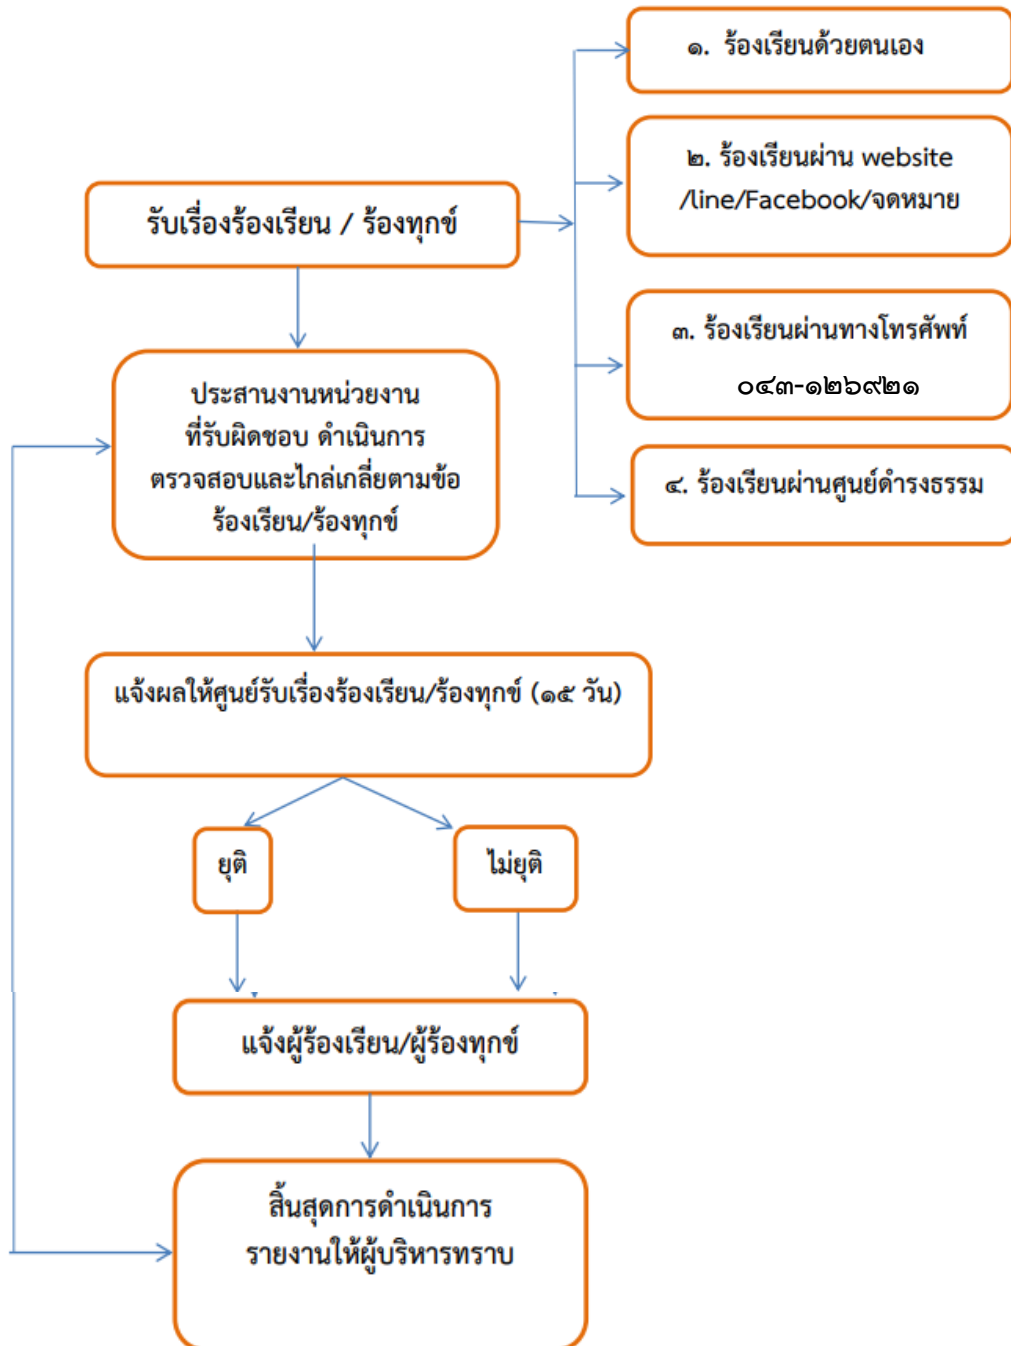 ๑. ร้องเรียนด้วยตนเอง
๒. ร้องเรียนผ่าน website
/line/Facebook/จดหมาย
รับเรื่องร้องเรียน / ร้องทุกข์
๓. ร้องเรียนผ่านทางโทรศัพท์
๐๔๓-๑๒๖๙๒๑
ประสานงานหน่วยงาน
ที่รับผิดชอบ ดำเนินการ
ตรวจสอบและไกล่เกลี่ยตามข้อ
ร้องเรียน/ร้องทุกข์
๔. ร้องเรียนผ่านศูนย์ดำรงธรรม
แจ้งผลให้ศูนย์รับเรื่องร้องเรียน/ร้องทุกข์ (๑๕ วัน)
ยุติ
ไม่ยุติ
แจ้งผู้ร้องเรียน/ผู้ร้องทุกข์
สิ้นสุดการดำเนินการ
รายงานให้ผู้บริหารทราบ